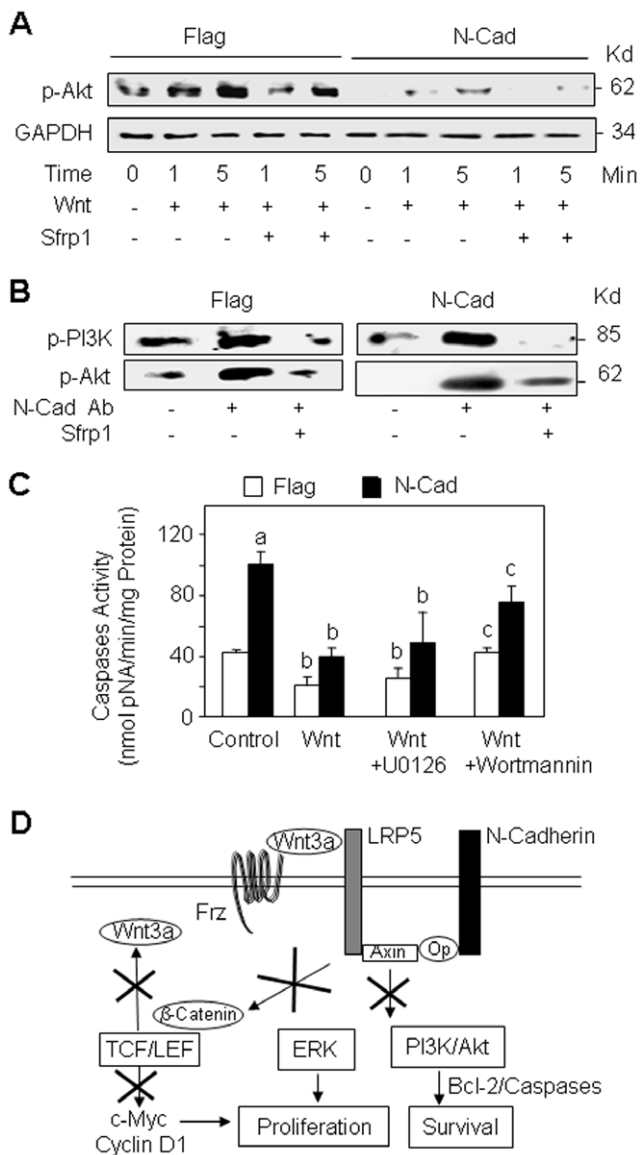 A
Flag N-Cad
Kd
p-Akt 62
GAPDH 34
Time 0 1 5 1 5 0 1 5 1 5 Min
Wnt - + + + + - + + + +
Sfrp1 - - - + + - - - + +
B
Flag N-Cad Kd
p-PI3K 85
p-Akt 62
N-Cad Ab - + + - + +
Sfrp1 - - + - - +
C
Flag N-Cad
Caspases Activity
(nmol pNA/min/mg Protein)
120
80
40
0
a
b b
b b
c c
Control Wnt Wnt Wnt
+U0126 +Wortmannin
D
Wnt3a LRP5 N-Cadherin
Frz
Wnt3a Axin Op
β-Catenin
TCF/LEF ERK PI3K/Akt
Bcl-2/Caspases
c-Myc
Cyclin D1 Proliferation Survival